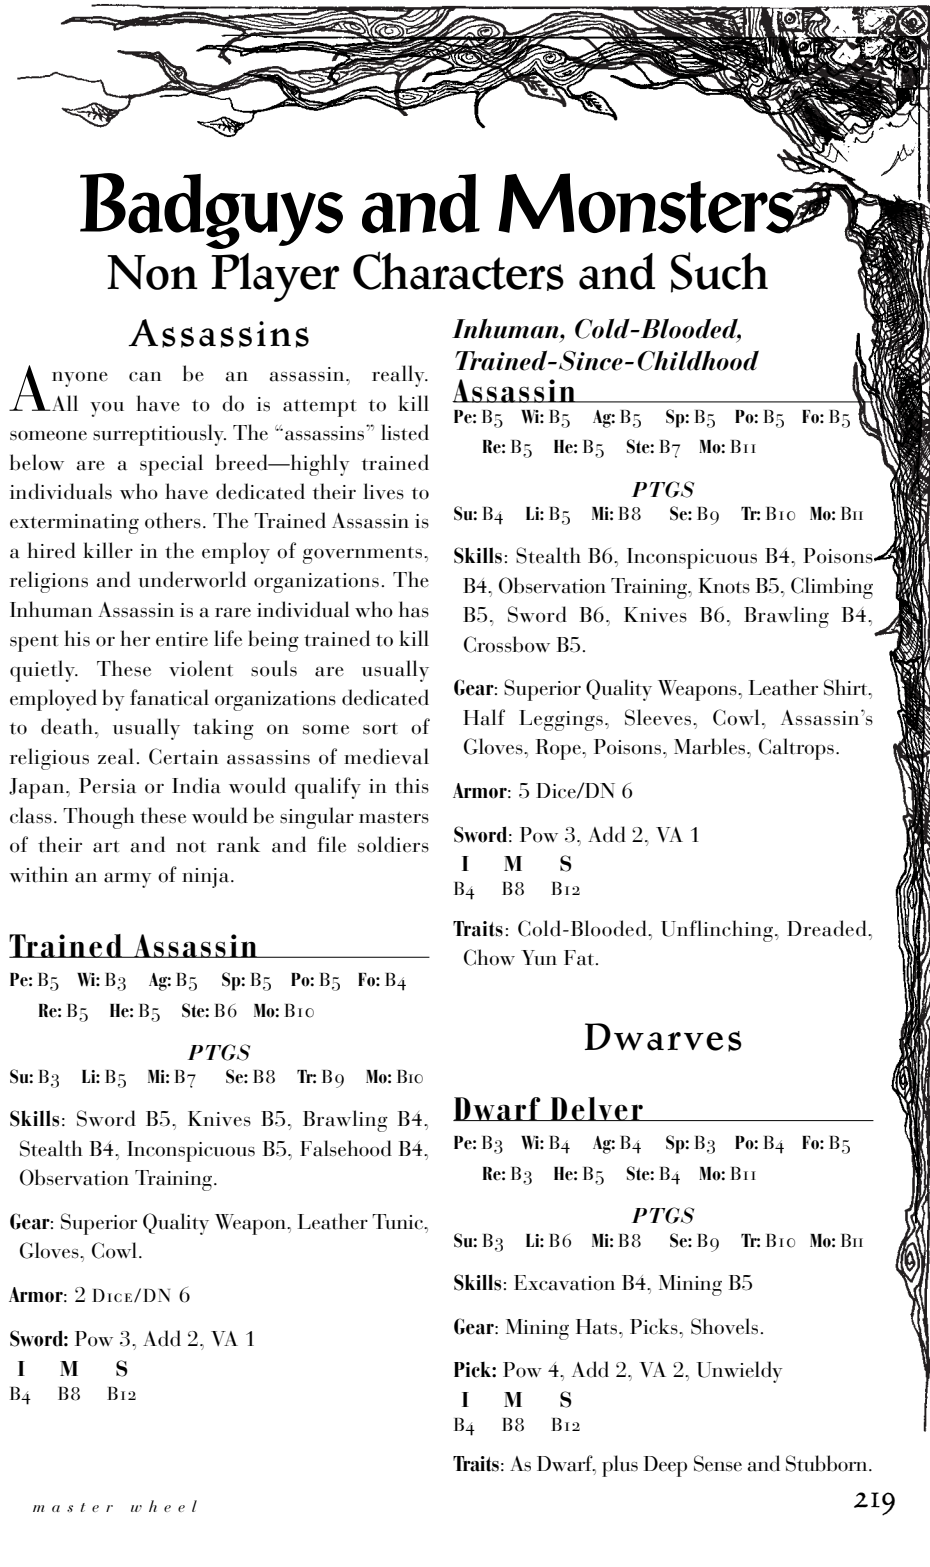 Badguys and Monsters
Non Player Characters and Such
Assassins
Anyone can be an assassin, really.
All you have to do is attempt to kill
someone surreptitiously. The “assassins” listed
below are a special breed—highly trained
individuals who have dedicated their lives to
exterminating others. The Trained Assassin is
a hired killer in the employ of governments,
religions and underworld organizations. The
Inhuman Assassin is a rare individual who has
spent his or her entire life being trained to kill
quietly. These violent souls are usually
employed by fanatical organizations dedicated
to death, usually taking on some sort of
religious zeal. Certain assassins of medieval
Japan, Persia or India would qualify in this
class. Though these would be singular masters
of their art and not rank and file soldiers
within an army of ninja.
Trained Assassin
Pe: B5 Wi: B3 Ag: B5 Sp: B5 Po: B5 Fo: B4
Re: B5 He: B5 Ste: B6 Mo: B10
PTGS
Su: B3 Li: B5 Mi: B7 Se: B8 Tr: B9 Mo: B10
Skills: Sword B5, Knives B5, Brawling B4,
Stealth B4, Inconspicuous B5, Falsehood B4,
Observation Training.
Gear: Superior Quality Weapon, Leather Tunic,
Gloves, Cowl.
Armor: 2 Dice/DN 6
Sword: Pow 3, Add 2, VA 1
I M S
B4 B8 B12
Inhuman, Cold-Blooded,
Trained-Since-Childhood
Assassin
Pe: B5 Wi: B5 Ag: B5 Sp: B5 Po: B5 Fo: B5
Re: B5 He: B5 Ste: B7 Mo: B11
PTGS
Su: B4 Li: B5 Mi: B8 Se: B9 Tr: B10 Mo: B11
Skills: Stealth B6, Inconspicuous B4, Poisons
B4, Observation Training, Knots B5, Climbing
B5, Sword B6, Knives B6, Brawling B4,
Crossbow B5.
Gear: Superior Quality Weapons, Leather Shirt,
Half Leggings, Sleeves, Cowl, Assassin’s
Gloves, Rope, Poisons, Marbles, Caltrops.
Armor: 5 Dice/DN 6
Sword: Pow 3, Add 2, VA 1
I M S
B4 B8 B12
Traits: Cold-Blooded, Unflinching, Dreaded,
Chow Yun Fat.
Dwarves
Dwarf Delver
Pe: B3 Wi: B4 Ag: B4 Sp: B3 Po: B4 Fo: B5
Re: B3 He: B5 Ste: B4 Mo: B11
PTGS
Su: B3 Li: B6 Mi: B8 Se: B9 Tr: B10 Mo: B11
Skills: Excavation B4, Mining B5
Gear: Mining Hats, Picks, Shovels.
Pick: Pow 4, Add 2, VA 2, Unwieldy
I M S
B4 B8 B12
Traits: As Dwarf, plus Deep Sense and Stubborn.
master wheel
219